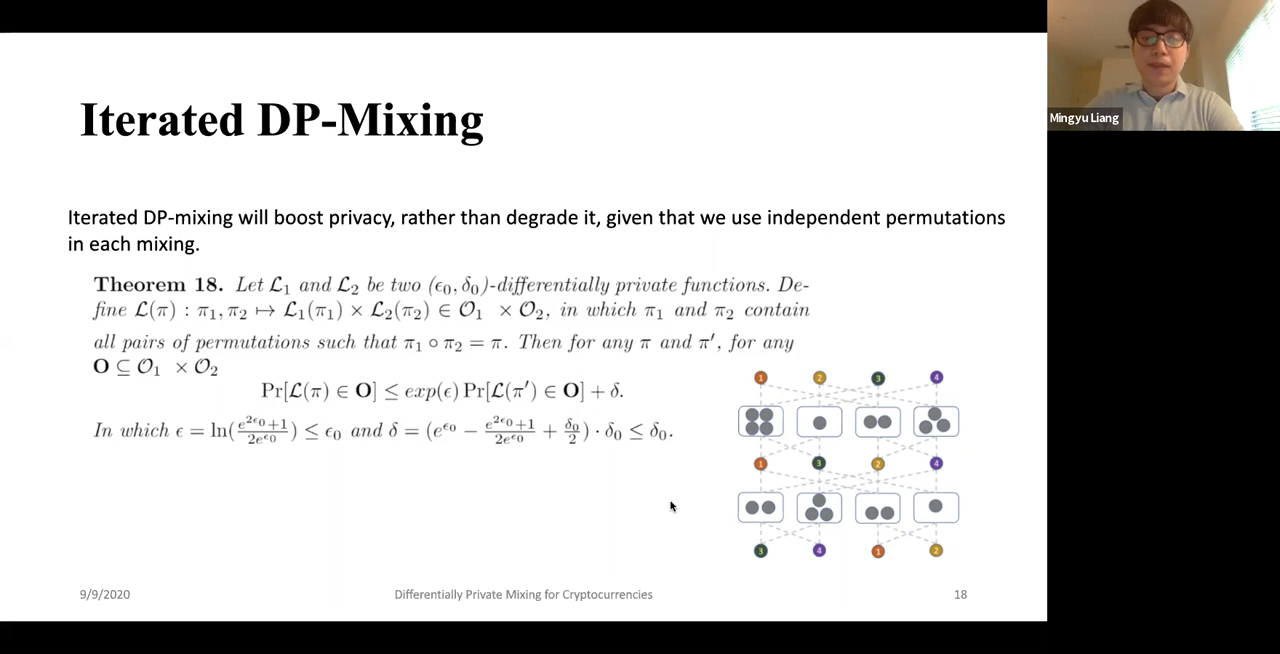 Iterated DP-Mixing
Mingyu Liang
Iterated DP-mixing will boost privacy, rather than degrade it, given that we use independent permutations
in each mixing.
Theorem 18. Let 𝓛₁ and 𝓛₂ be two (ϵ₀, δ₀)-differentially private functions. De-
fine 𝓛(π) : π₁, π₂ ↦ 𝓛₁(π₁) × 𝓛₂(π₂) ∈ 𝒪₁ × 𝒪₂, in which π₁ and π₂ contain
all pairs of permutations such that π₁ ∘ π₂ = π. Then for any π and π′, for any
O ⊆ 𝒪₁ × 𝒪₂
Pr[𝓛(π) ∈ O] ≤ exp(ϵ) Pr[𝓛(π′) ∈ O] + δ.
In which ϵ = ln(\frac{e^{2ϵ₀}+1}{2e^{ϵ₀}}) ≤ ϵ₀ and δ = (e^{ϵ₀} − \frac{e^{2ϵ₀}+1}{2e^{ϵ₀}} + \frac{δ₀}{2}) · δ₀ ≤ δ₀.
1 2 3 4
1 3 2 4
3 4 1 2
9/9/2020 Differentially Private Mixing for Cryptocurrencies 18